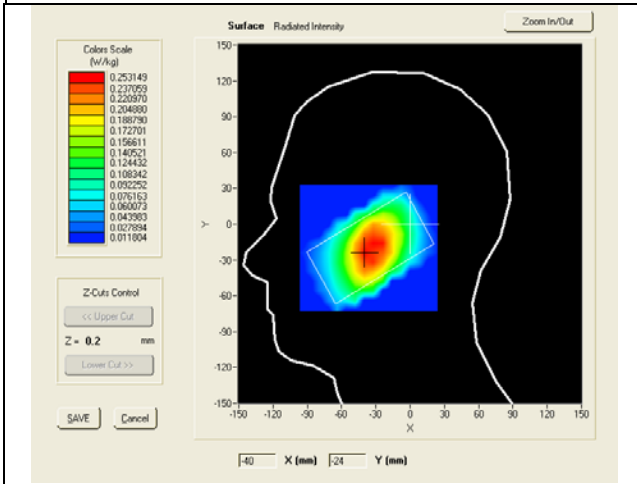 Surface Radiated Intensity
Zoom In/Out
Colors Scale
(W/kg)
0.253149
0.237059
0.220970
0.204880
0.188790
0.172701
0.156611
0.140521
0.124432
0.108342
0.092252
0.076163
0.060073
0.043983
0.027894
0.011804
Z-Cuts Control
<< Upper Cut
Z = 0.2 mm
Lower Cut >>
SAVE Cancel
150
120
90
60
30
0
-30
-60
-90
-120
-150
Y
-150 -120 -90 -60 -30 0 30 60 90 120 150
X
-40 X (mm) -24 Y (mm)